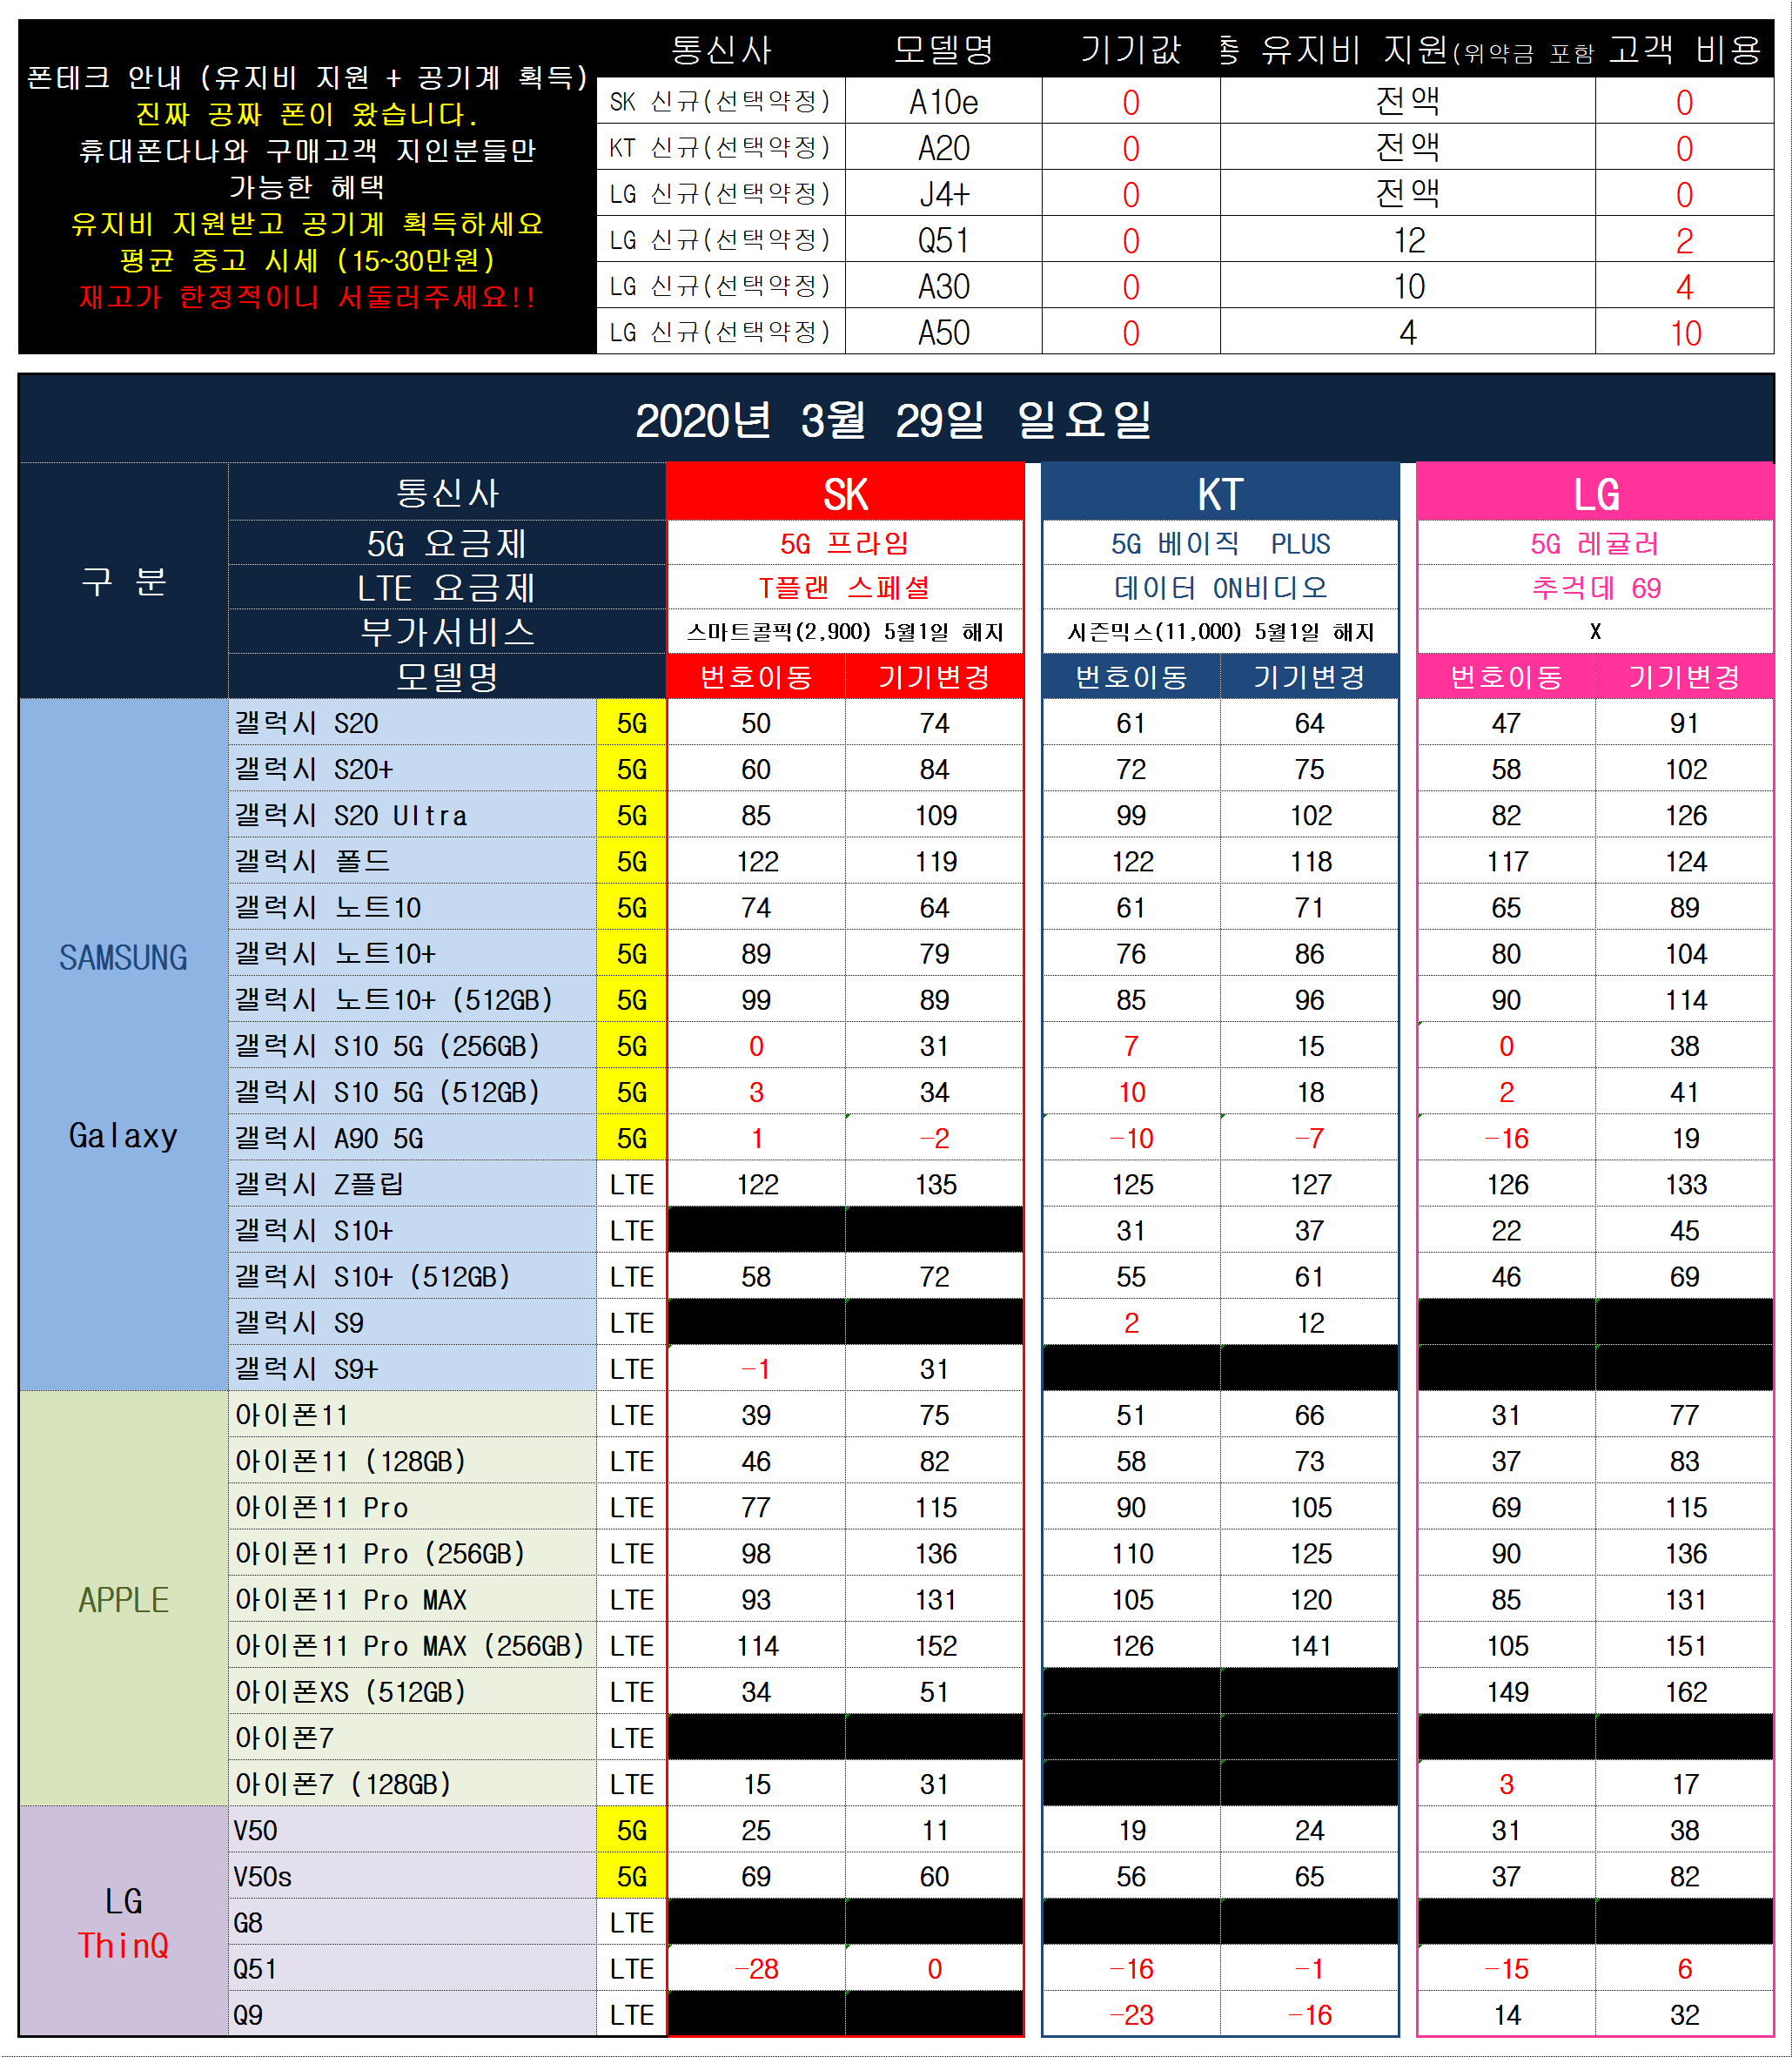 폰테크 안내 (유지비 지원 + 공기계 획득)
진짜 공짜 폰이 왔습니다.
휴대폰다나와 구매고객 지인분들만
가능한 혜택
유지비 지원받고 공기계 획득하세요
평균 중고 시세 (15~30만원)
재고가 한정적이니 서둘러주세요!!
통신사 모델명 기기값 유지비 지원(위약금 포함 고객 비용
SK 신규(선택약정) A10e 0 전액 0
KT 신규(선택약정) A20 0 전액 0
LG 신규(선택약정) J4+ 0 전액 0
LG 신규(선택약정) Q51 0 12 2
LG 신규(선택약정) A30 0 10 4
LG 신규(선택약정) A50 0 4 10
2020년 3월 29일 일요일
구 분
통신사 SK KT LG
5G 요금제 5G 프라임 5G 베이직 PLUS 5G 레귤러
LTE 요금제 T플랜 스페셜 데이터 ON비디오 추걱데 69
부가서비스 스마트콜픽(2,900) 5월1일 해지 시즌믹스(11,000) 5월1일 해지 X
모델명 번호이동 기기변경 번호이동 기기변경 번호이동 기기변경
SAMSUNG
Galaxy
갤럭시 S20 5G 50 74 61 64 47 91
갤럭시 S20+ 5G 60 84 72 75 58 102
갤럭시 S20 Ultra 5G 85 109 99 102 82 126
갤럭시 폴드 5G 122 119 122 118 117 124
갤럭시 노트10 5G 74 64 61 71 65 89
갤럭시 노트10+ 5G 89 79 76 86 80 104
갤럭시 노트10+ (512GB) 5G 99 89 85 96 90 114
갤럭시 S10 5G (256GB) 5G 0 31 7 15 0 38
갤럭시 S10 5G (512GB) 5G 3 34 10 18 2 41
갤럭시 A90 5G 5G 1 -2 -10 -7 -16 19
갤럭시 Z플립 LTE 122 135 125 127 126 133
갤럭시 S10+ LTE 31 37 22 45
갤럭시 S10+ (512GB) LTE 58 72 55 61 46 69
갤럭시 S9 LTE 2 12
갤럭시 S9+ LTE -1 31
APPLE
아이폰11 LTE 39 75 51 66 31 77
아이폰11 (128GB) LTE 46 82 58 73 37 83
아이폰11 Pro LTE 77 115 90 105 69 115
아이폰11 Pro (256GB) LTE 98 136 110 125 90 136
아이폰11 Pro MAX LTE 93 131 105 120 85 131
아이폰11 Pro MAX (256GB) LTE 114 152 126 141 105 151
아이폰XS (512GB) LTE 34 51 149 162
아이폰7 LTE
아이폰7 (128GB) LTE 15 31 3 17
LG
ThinQ
V50 5G 25 11 19 24 31 38
V50s 5G 69 60 56 65 37 82
G8 LTE
Q51 LTE -28 0 -16 -1 -15 6
Q9 LTE -23 -16 14 32